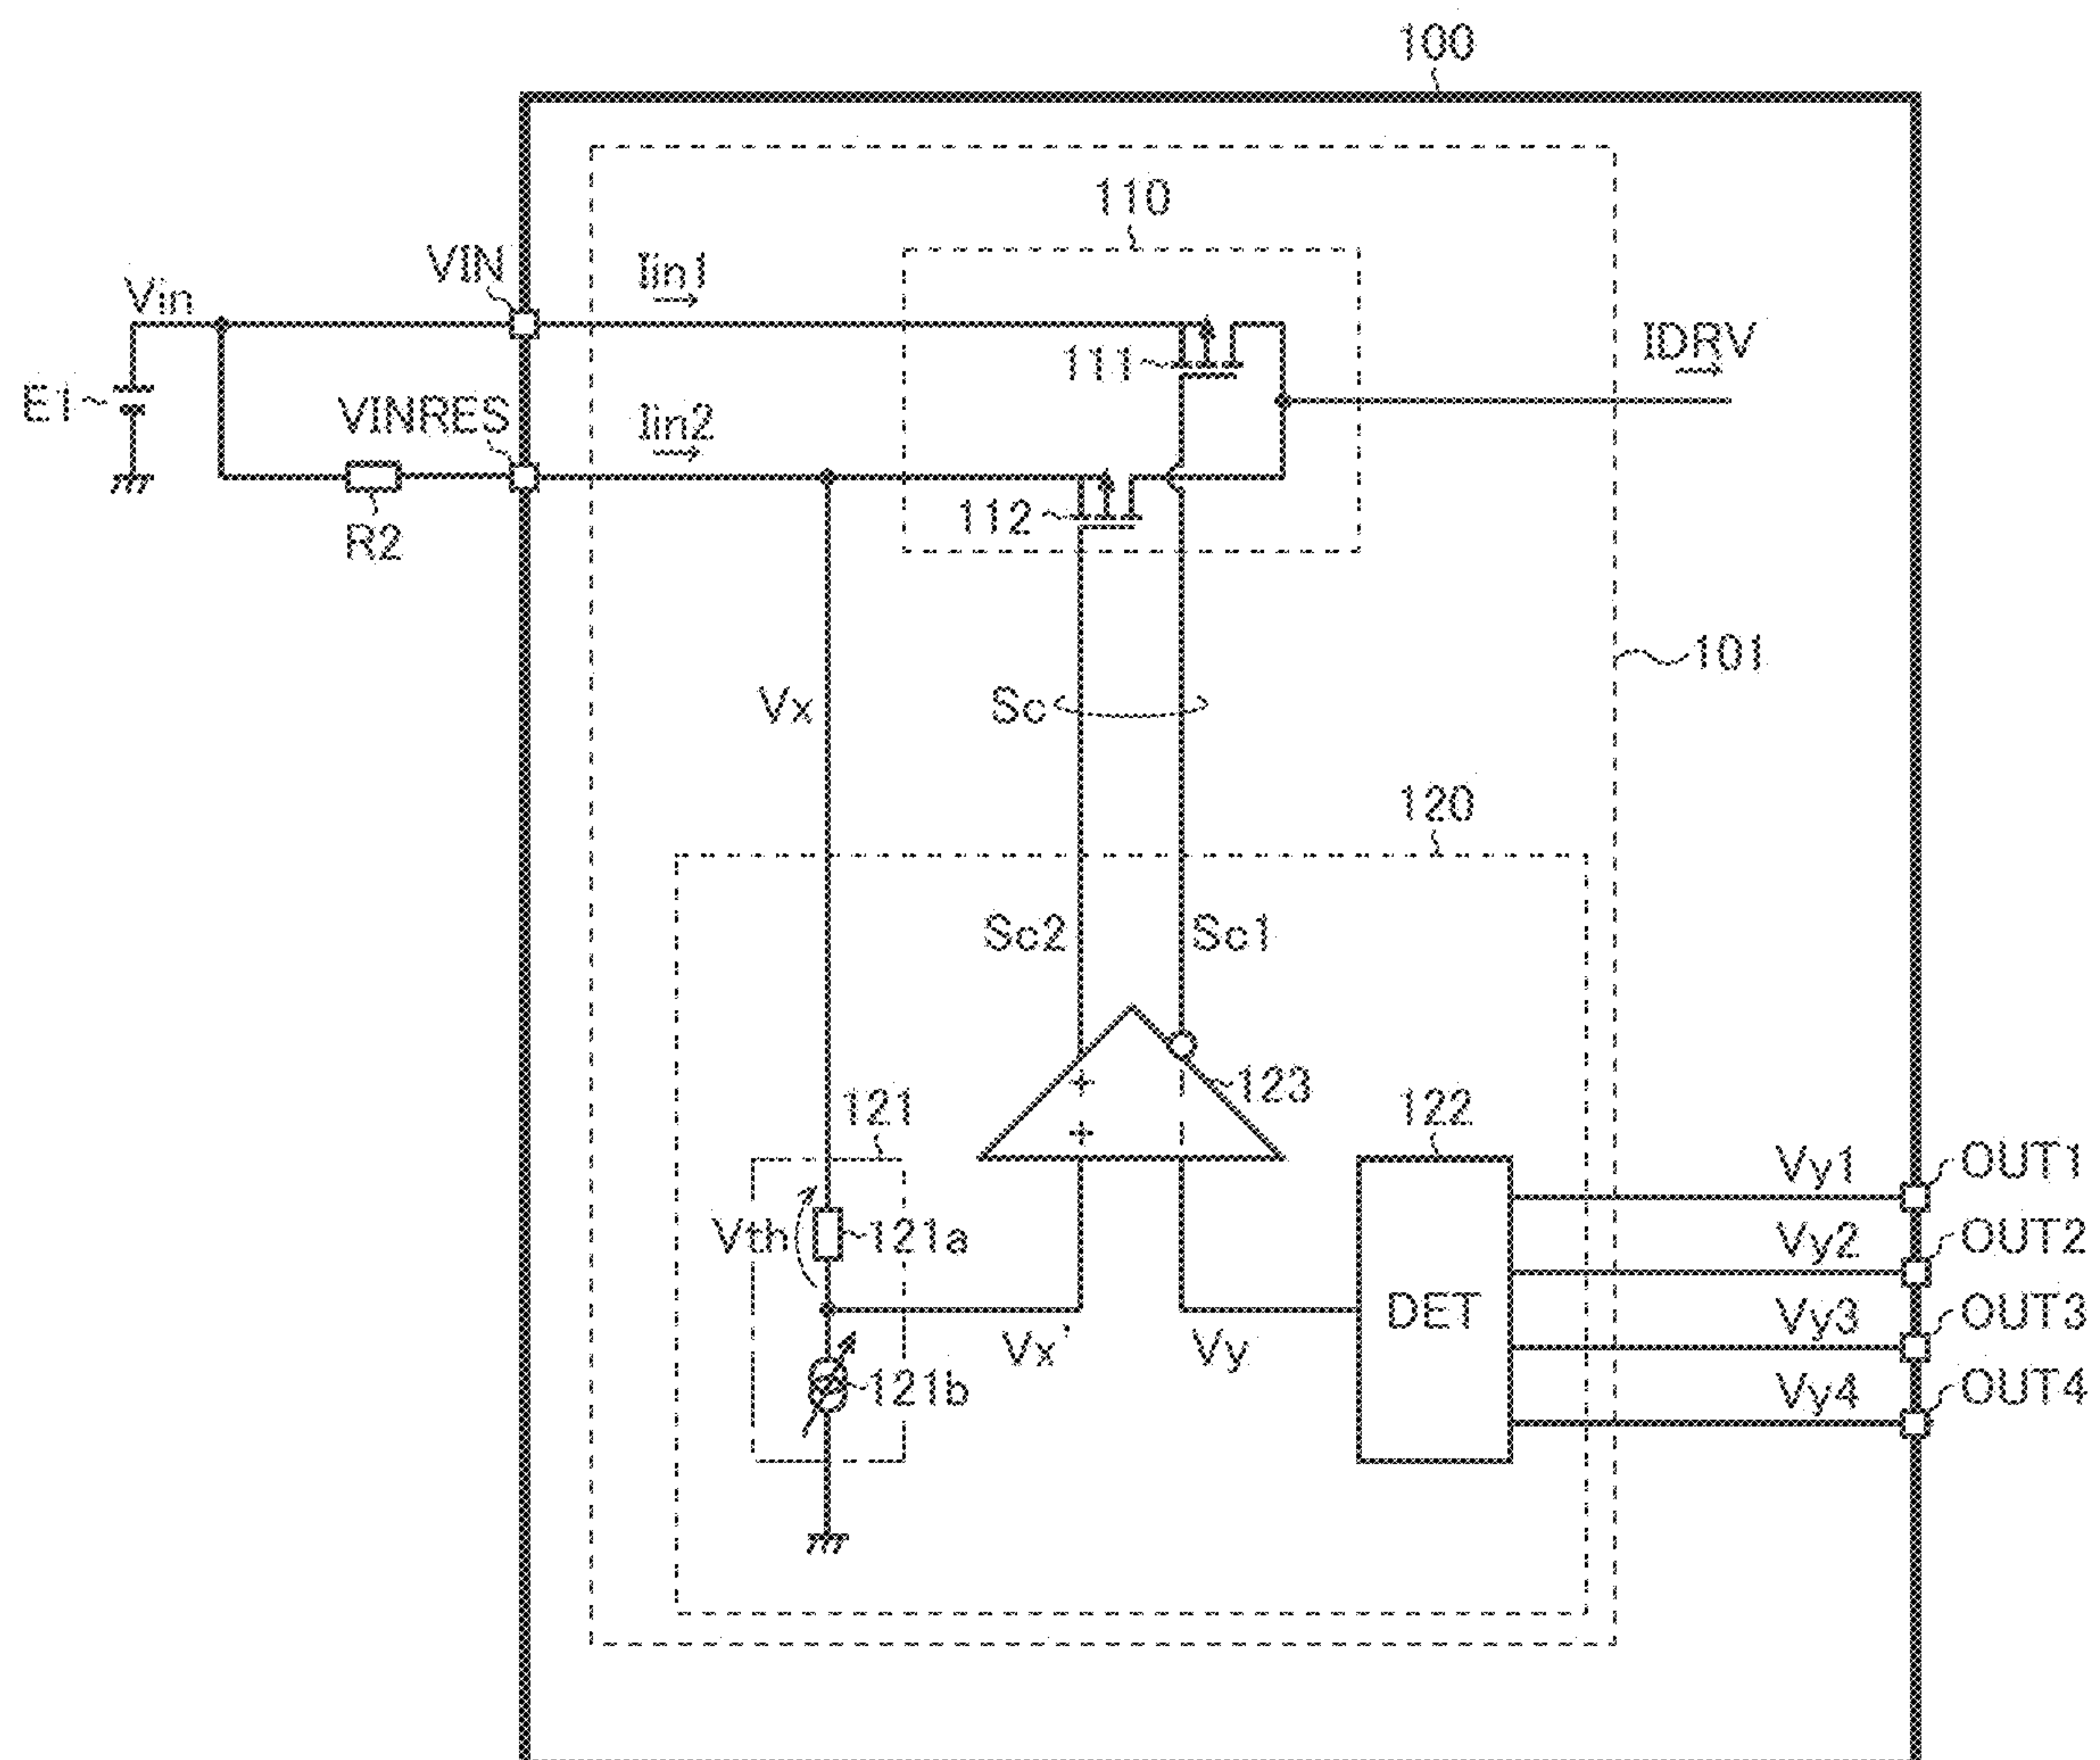 100
110
VIN
Iin1
Vin
111
IDRV
E1
VINRES
Iin2
112
R2
101
Vx
Sc
120
Sc2
Sc1
+
-
123
121
122
+
-
Vy1
OUT1
Vth
121a
Vy2
OUT2
DET
Vy3
OUT3
Vx'
Vy
121b
Vy4
OUT4